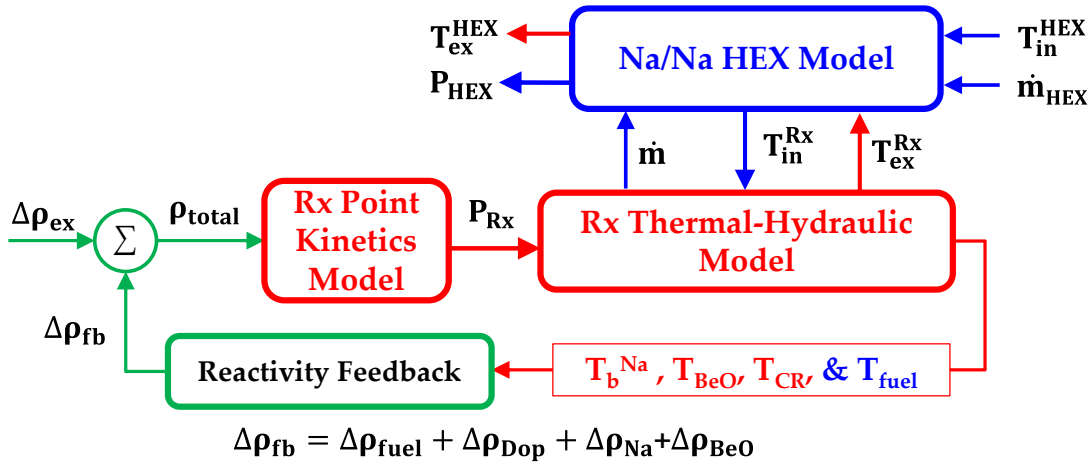 T_ex^HEX
Na/Na HEX Model
T_in^HEX
P_HEX
ṁ_HEX
ṁ
T_in^Rx
T_ex^Rx
Δρ_ex
∑
ρ_total
Rx Point
Kinetics
Model
P_Rx
Rx Thermal-Hydraulic
Model
Δρ_fb
Reactivity Feedback
T_b^Na , T_BeO, T_CR, & T_fuel
Δρ_fb = Δρ_fuel + Δρ_Dop + Δρ_Na+Δρ_BeO